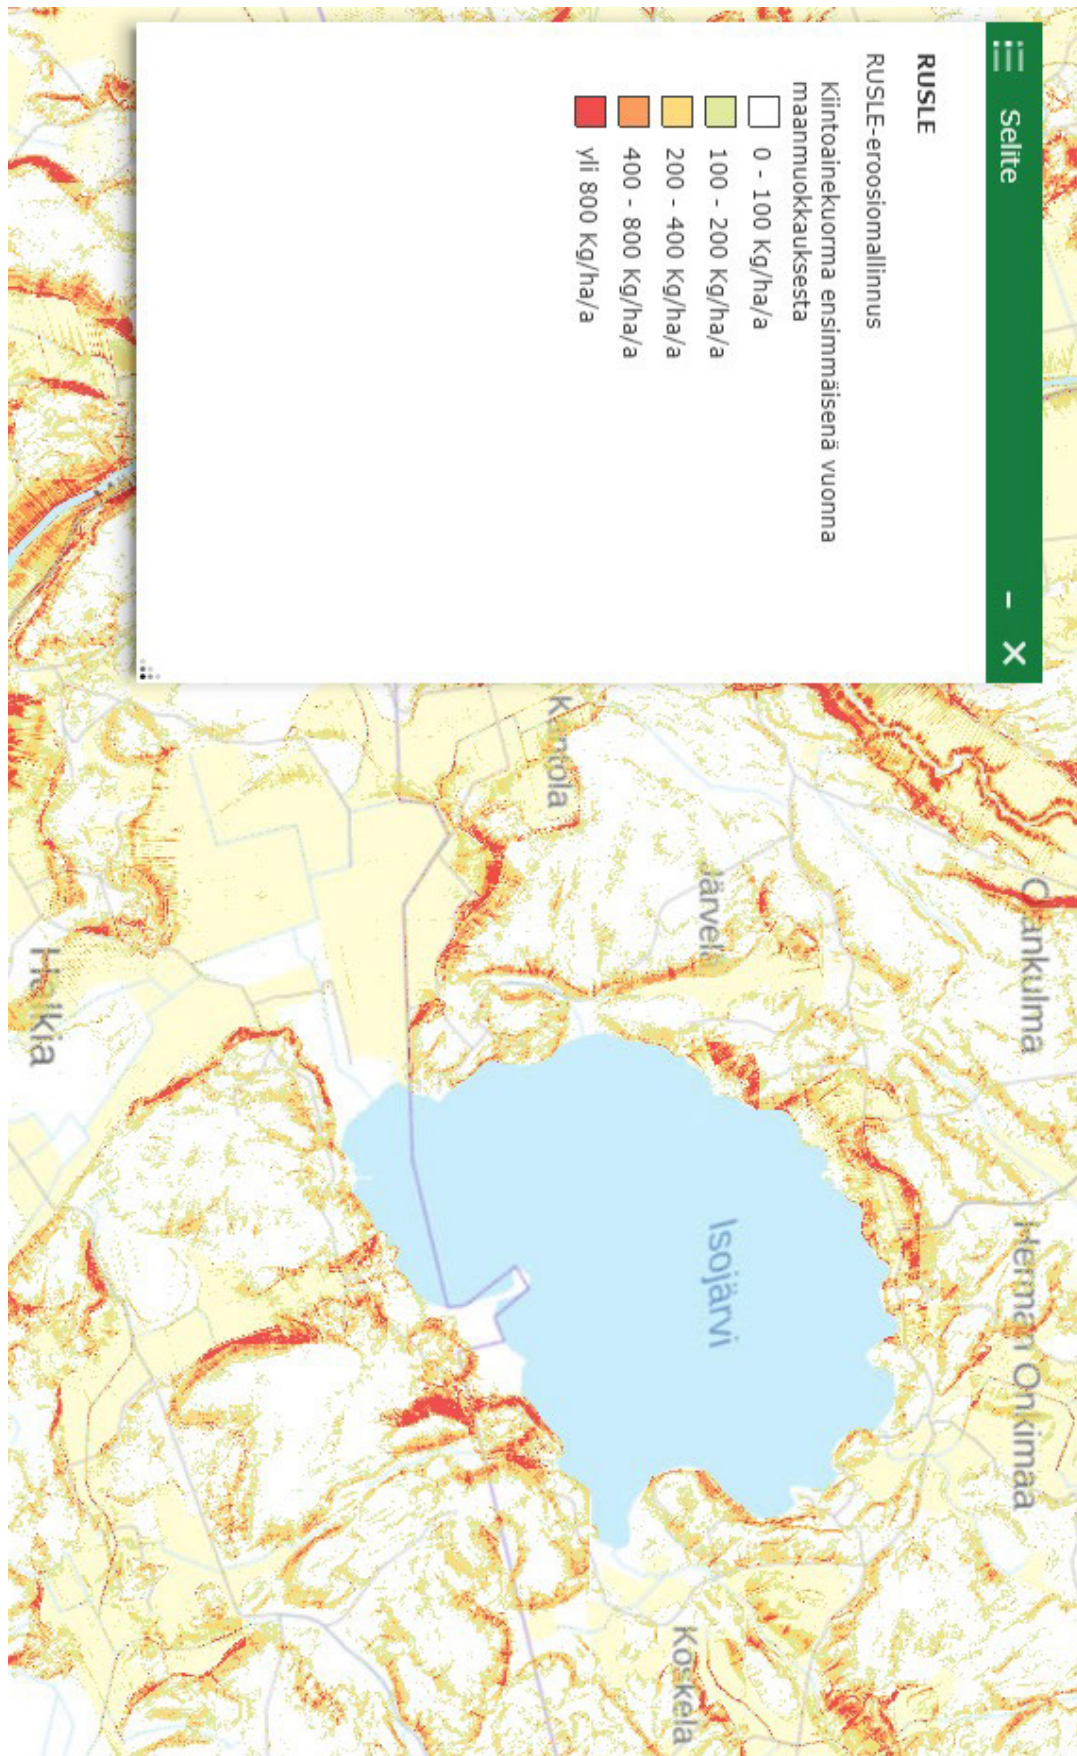 Selite
RUSLE
RUSLE-eroosiomallinnus
Kiintoainekuorma ensimmäisenä vuonna
maanmuokkauksesta
0 - 100 Kg/ha/a
100 - 200 Kg/ha/a
200 - 400 Kg/ha/a
400 - 800 Kg/ha/a
yli 800 Kg/ha/a
Herman Onkimaa
Järvelä
Isojärvi
Koskela